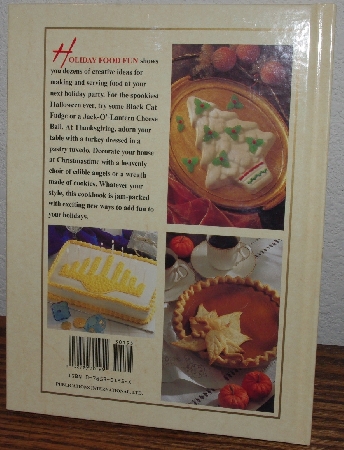 HOLIDAY FOOD FUN shows
you dozens of creative ideas for
making and serving food at your
next holiday party. For the spookiest
Halloween ever, try some Black Cat
Fudge or a Jack-O' Lantern Cheese
Ball. At Thanksgiving, adorn your
table with a turkey dressed in a
pastry tuxedo. Decorate your house
at Christmastime with a heavenly
choir of edible angels or a wreath
made of cookies. Whatever your
style, this cookbook is jam-packed
with exciting new ways to add fun to
your holidays.
ISBN
PUBLICATIONS INTERNATIONAL, LTD.